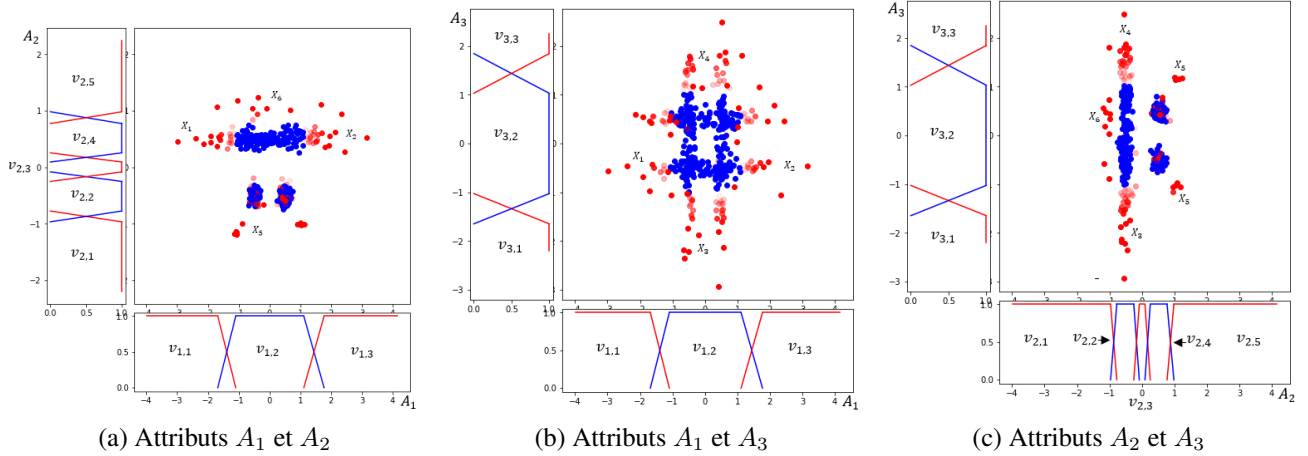 A₂
2
v₂,₅
1
v₂,₄
0
v₂,₃
v₂,₂
−1
v₂,₁
−2
0.0 0.5 1.0
X₆
X₁
X₂
X₅
1.0
0.5
0.0
v₁,₁ v₁,₂ v₁,₃
−4 −3 −2 −1 0 1 2 3 4 A₁
(a) Attributs A₁ et A₂
A₃
v₃,₃
2
1
v₃,₂
0
−1
v₃,₁
−2
−3
0.0 0.5 1.0
X₄
X₁
X₂
X₃
1.0
0.5
0.0
v₁,₁ v₁,₂ v₁,₃
−4 −3 −2 −1 0 1 2 3 4 A₁
(b) Attributs A₁ et A₃
A₃
v₃,₃
2
1
v₃,₂
0
−1
v₃,₁
−2
−3
0.0 0.5 1.0
X₄
X₅
X₆
X₅
X₃
1.0
0.5
0.0
v₂,₁ v₂,₂ v₂,₄ v₂,₅
−4 −3 −2 −1 0 1 2 3 4 A₂
v₂,₃
(c) Attributs A₂ et A₃